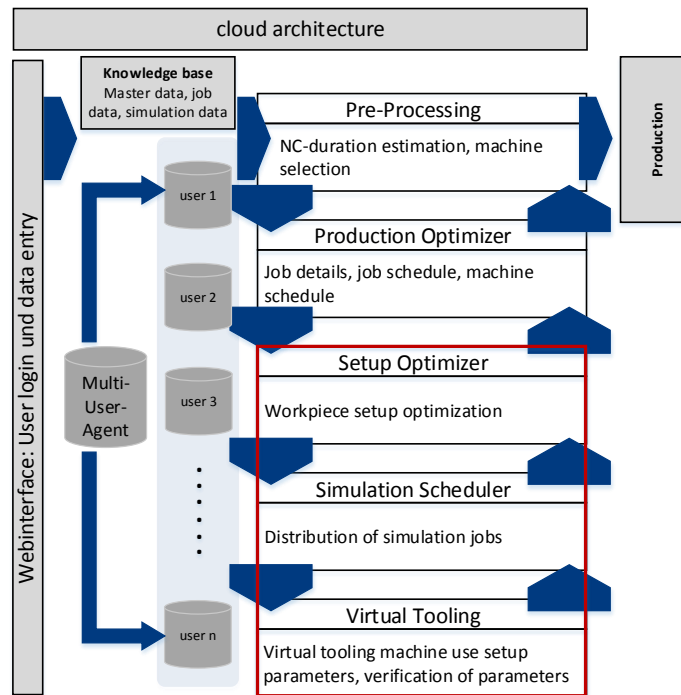 cloud architecture
Webinterface: User login und data entry
Knowledge base
Master data, job
data, simulation data
Pre-Processing
NC-duration estimation, machine
selection
Production
user 1
Production Optimizer
Job details, job schedule, machine
schedule
user 2
Multi-
User-
Agent
Setup Optimizer
Workpiece setup optimization
user 3
Simulation Scheduler
Distribution of simulation jobs
user n
Virtual Tooling
Virtual tooling machine use setup
parameters, verification of parameters